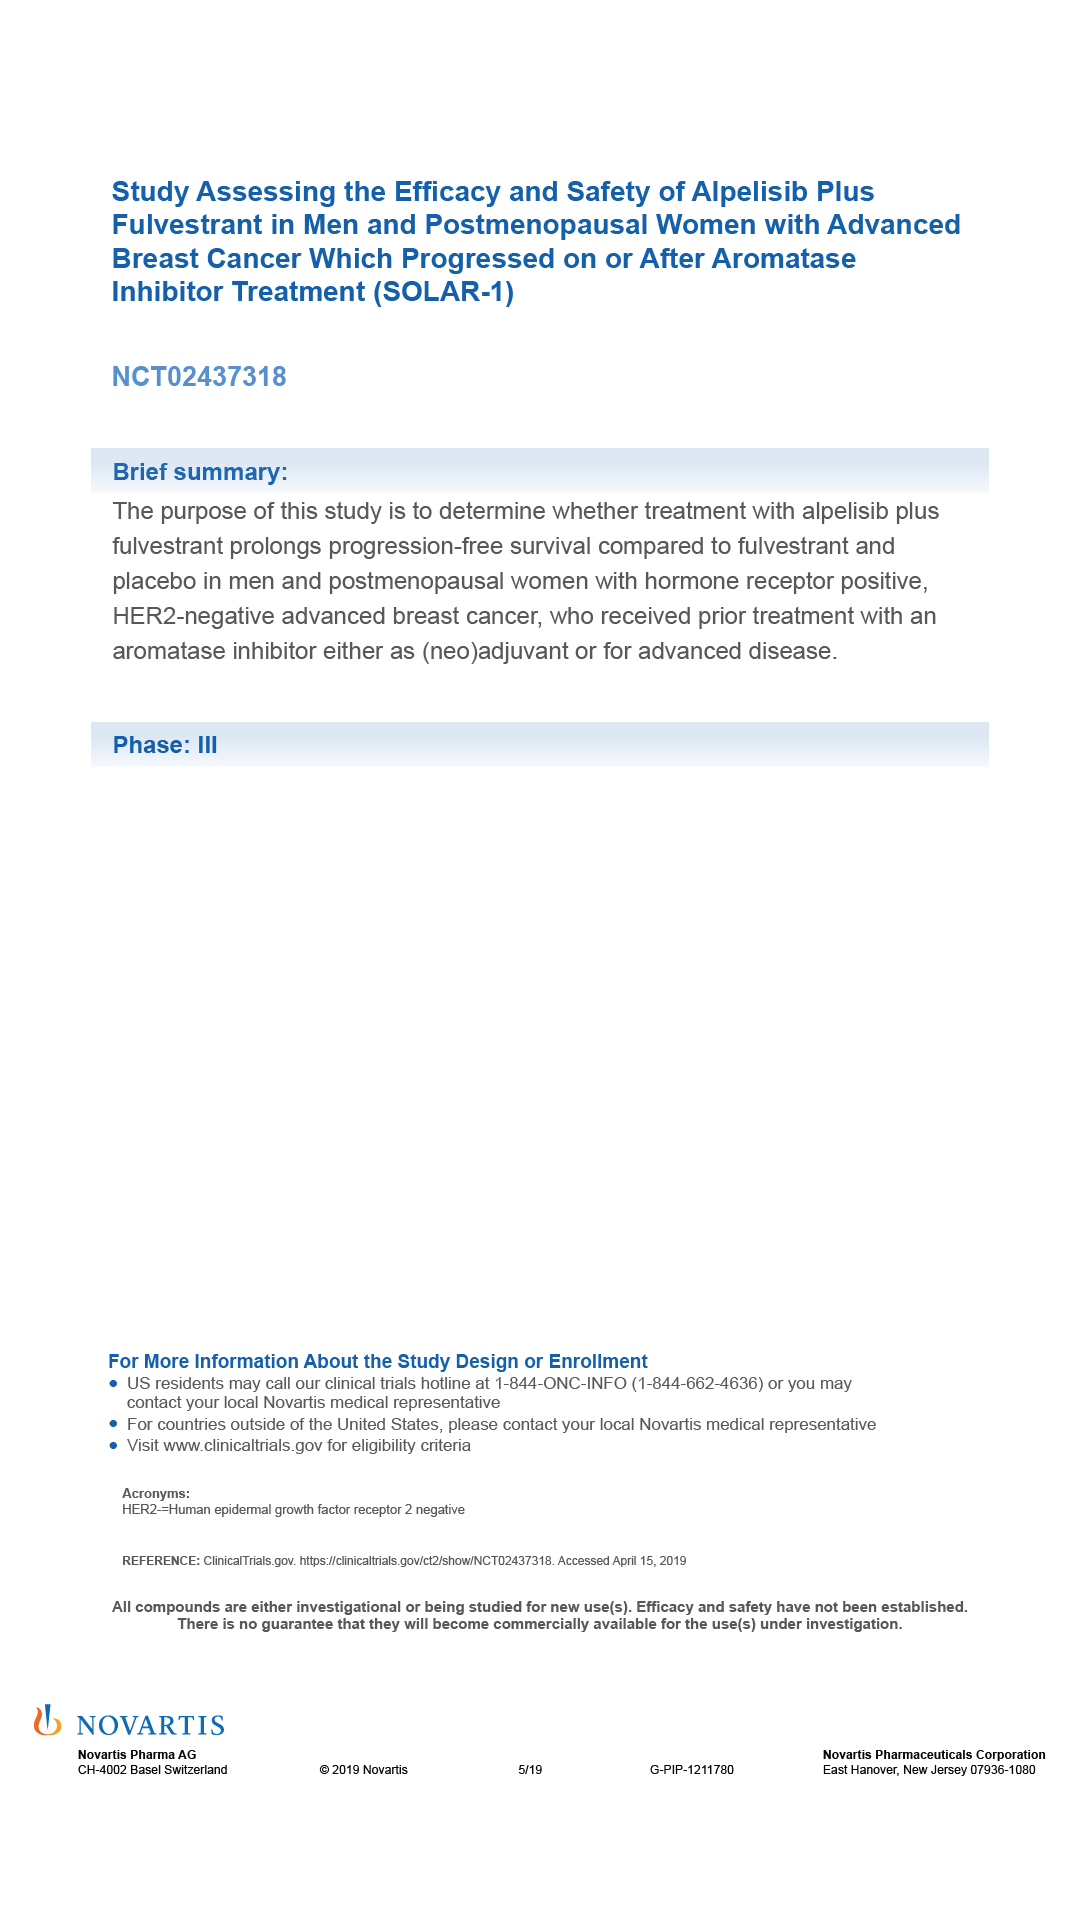 Study Assessing the Efficacy and Safety of Alpelisib Plus
Fulvestrant in Men and Postmenopausal Women with Advanced
Breast Cancer Which Progressed on or After Aromatase
Inhibitor Treatment (SOLAR-1)
NCT02437318
Brief summary:
The purpose of this study is to determine whether treatment with alpelisib plus
fulvestrant prolongs progression-free survival compared to fulvestrant and
placebo in men and postmenopausal women with hormone receptor positive,
HER2-negative advanced breast cancer, who received prior treatment with an
aromatase inhibitor either as (neo)adjuvant or for advanced disease.
Phase: III
For More Information About the Study Design or Enrollment
● US residents may call our clinical trials hotline at 1-844-ONC-INFO (1-844-662-4636) or you may
contact your local Novartis medical representative
● For countries outside of the United States, please contact your local Novartis medical representative
● Visit www.clinicaltrials.gov for eligibility criteria
Acronyms:
HER2-=Human epidermal growth factor receptor 2 negative
REFERENCE: ClinicalTrials.gov. https://clinicaltrials.gov/ct2/show/NCT02437318. Accessed April 15, 2019
All compounds are either investigational or being studied for new use(s). Efficacy and safety have not been established.
There is no guarantee that they will become commercially available for the use(s) under investigation.
NOVARTIS
Novartis Pharma AG Novartis Pharmaceuticals Corporation
CH-4002 Basel Switzerland © 2019 Novartis 5/19 G-PIP-1211780 East Hanover, New Jersey 07936-1080